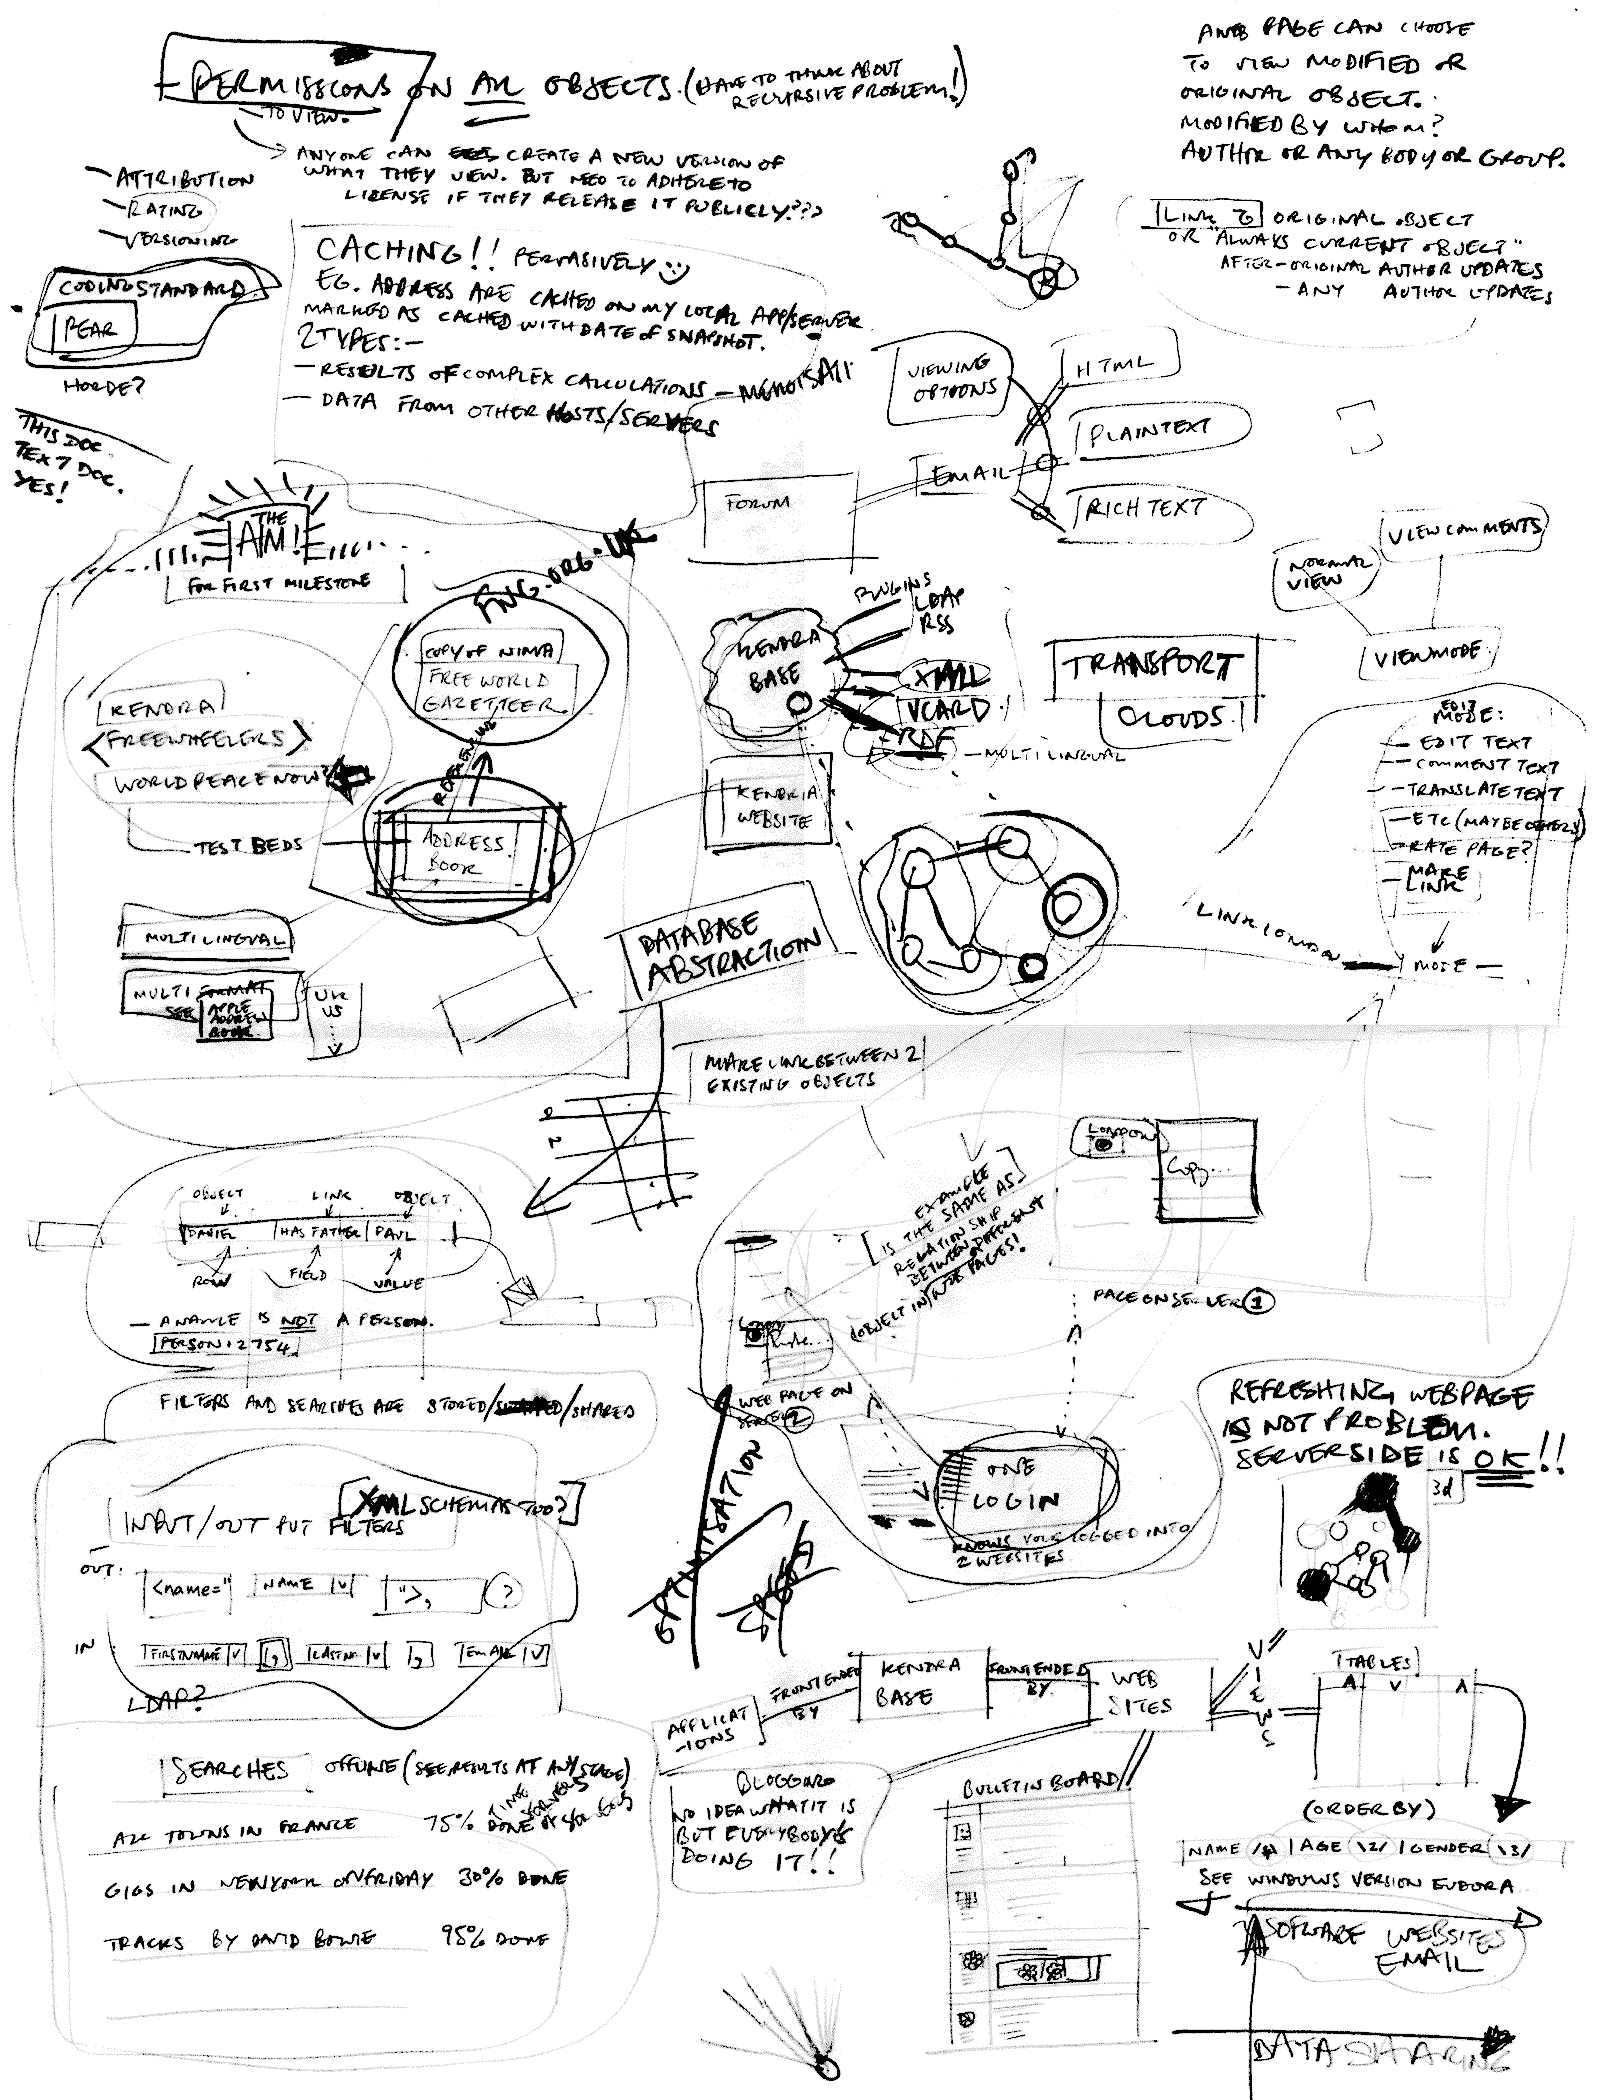 PERMISSIONS ON ALL OBJECTS. (HAVE TO THINK ABOUT
RECURSIVE PROBLEM!)
TO VIEW.
ANYONE CAN CREATE A NEW VERSION OF
WHAT THEY VIEW. BUT NEED TO ADHERE TO
LICENSE IF THEY RELEASE IT PUBLICLY???
PAGE CAN CHOOSE
TO VIEW MODIFIED OR
ORIGINAL OBJECT.
MODIFIED BY WHOM?
AUTHOR OR ANY BODY OR GROUP.
LINK TO ORIGINAL OBJECT
OR "ALWAYS CURRENT OBJECT"
AFTER - ORIGINAL AUTHOR UPDATES
- ANY AUTHOR UPDATES
- ATTRIBUTION
- RATING
- VERSIONING
CODING STANDARD
PEAR
HORDE?
CACHING!! PERVASIVELY
EG. ADDRESS ARE CACHED ON MY LOCAL APP/SERVER
MARKED AS CACHED WITH DATE OF SNAPSHOT.
2 TYPES:-
- RESULTS OF COMPLEX CALCULATIONS -
- DATA FROM OTHER HOSTS/SERVERS
THIS DOC.
TEXT DOC.
YES!
THE
AIM!
FOR FIRST MILESTONE
VIEWING
OPTIONS
HTML
PLAINTEXT
RICH TEXT
EMAIL
FORUM
VIEW COMMENTS
NORMAL
VIEW
VIEWMODE
FNG.ORG.UK
COPY OF NIMA
FREE WORLD
GAZETTEER
KENDRA
<FREEWHEELERS>
WORLD PEACE NOW?
TEST BEDS
REFERENCING
ADDRESS
BOOK
MULTILINGUAL
MULTI FORMAT
SEE APPLE
ADDRESS
BOOK
UK
US
KENDRA
BASE
PLUGINS
LDAP
RSS
XML
VCARD
RDF
- MULTILINGUAL
KENDRA
WEBSITE
TRANSPORT
CLOUDS
EDIT
MODE:
- EDIT TEXT
- COMMENT TEXT
- TRANSLATE TEXT
- ETC (MAYBE OTHERS)
- RATE PAGE?
- MAKE
LINK
LINK LONDON
MODE
DATABASE
ABSTRACTION
MAKE LINK BETWEEN 2
EXISTING OBJECTS
LONDON
COPY...
EXAMPLE
IS THE SAME AS
RELATIONSHIP
BETWEEN DIFFERENT
OBJECT IN WEB PAGES!
PAGE ON SERVER 1
WEB PAGE ON
SERVER 2
OBJECT LINK OBJECT
DANIEL HAS FATHER PAUL
ROW FIELD VALUE
- A NAME IS NOT A PERSON.
PERSON:2754
FILTERS AND SEARCHES ARE STORED/SHARED
ONE
LOGIN
KNOWS YOUR LOGGED INTO
2 WEBSITES
REFRESHING WEBPAGE
IS NOT PROBLEM.
SERVERSIDE IS OK!!
3d
XML SCHEMAS TOO?
INPUT/OUTPUT FILTERS
OUT:
<name=" NAME V ">, ?
IN
FIRSTNAME V , LASTN. V , EMAIL V
LDAP?
APPLICAT
-IONS
FRONTENDED
BY
KENDRA
BASE
FRONTENDED
BY
WEB
SITES
VIEWS
TABLES
SEARCHES OFFLINE (SEE RESULTS AT ANY STAGE)
ALL TOWNS IN FRANCE 75% DONE
GIGS IN NEW YORK ON FRIDAY 30% DONE
TRACKS BY DAVID BOWIE 95% DONE
BLOGGING
NO IDEA WHAT IT IS
BUT EVERYBODY'S
DOING IT!!
BULLETIN BOARD
(ORDER BY)
NAME /1\ | AGE \2/ | GENDER \3/
SEE WINDOWS VERSION EUDORA
SOFTWARE WEBSITES
EMAIL
DATA SHARING